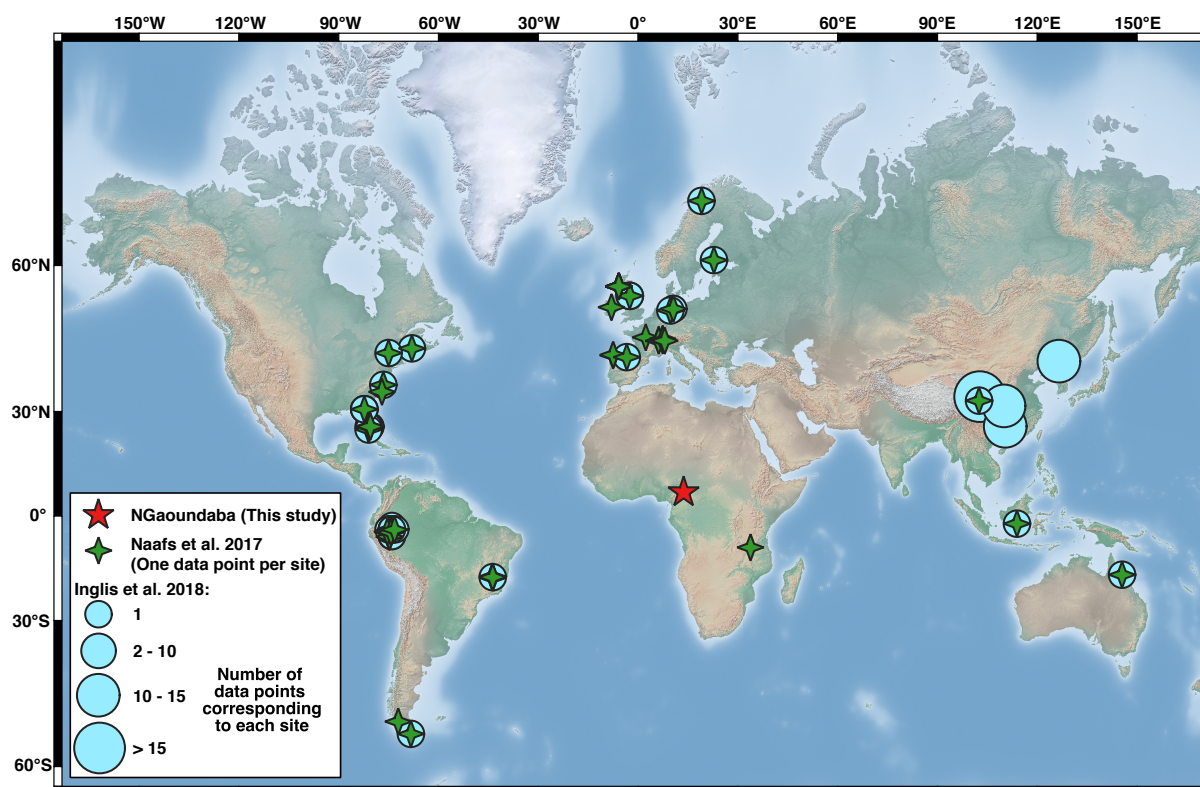 150°W 120°W 90°W 60°W 30°W 0° 30°E 60°E 90°E 120°E 150°E
60°N
30°N
0°
30°S
60°S
NGaoundaba (This study)
Naafs et al. 2017
(One data point per site)
Inglis et al. 2018:
1
2 - 10
10 - 15
> 15
Number of
data points
corresponding
to each site